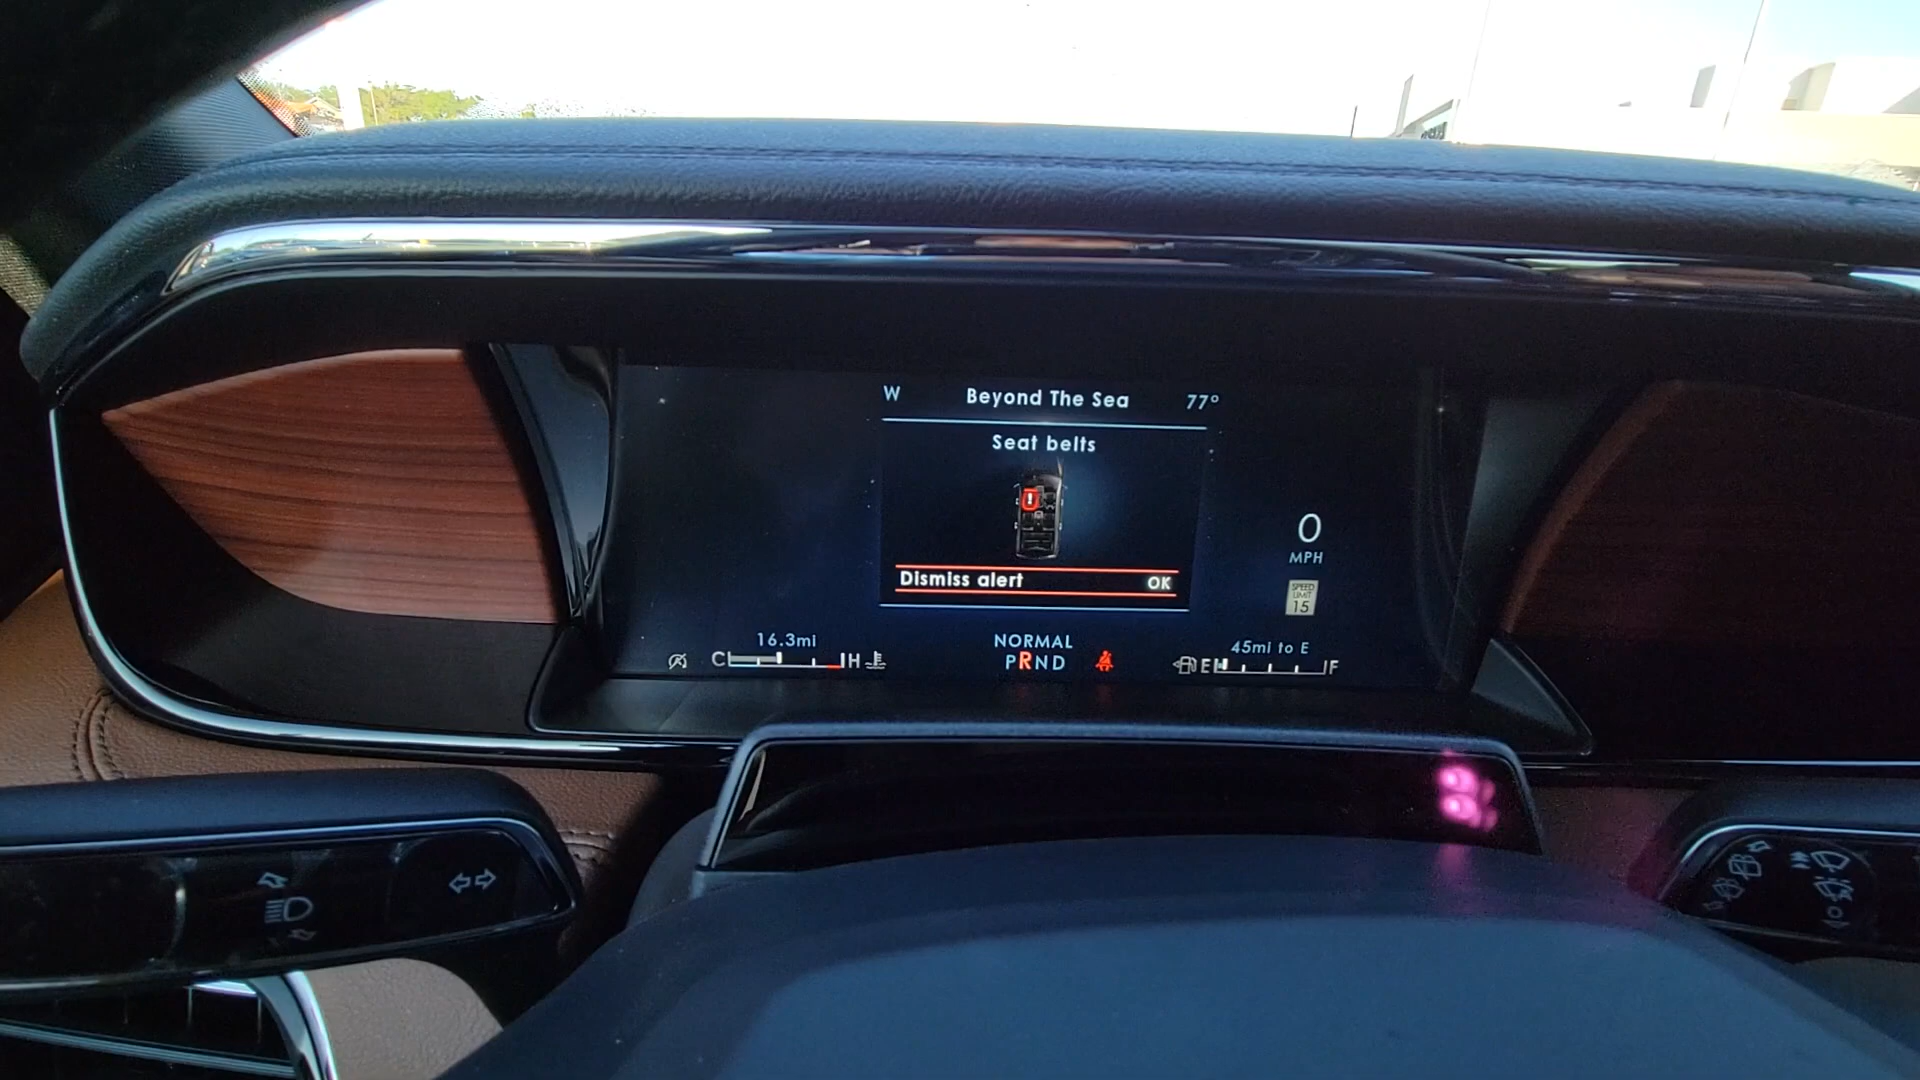 W Beyond The Sea 77°
Seat belts
Dismiss alert OK
0
MPH
SPEED
LIMIT
15
16.3mi NORMAL 45mi to E
C H PRND E F